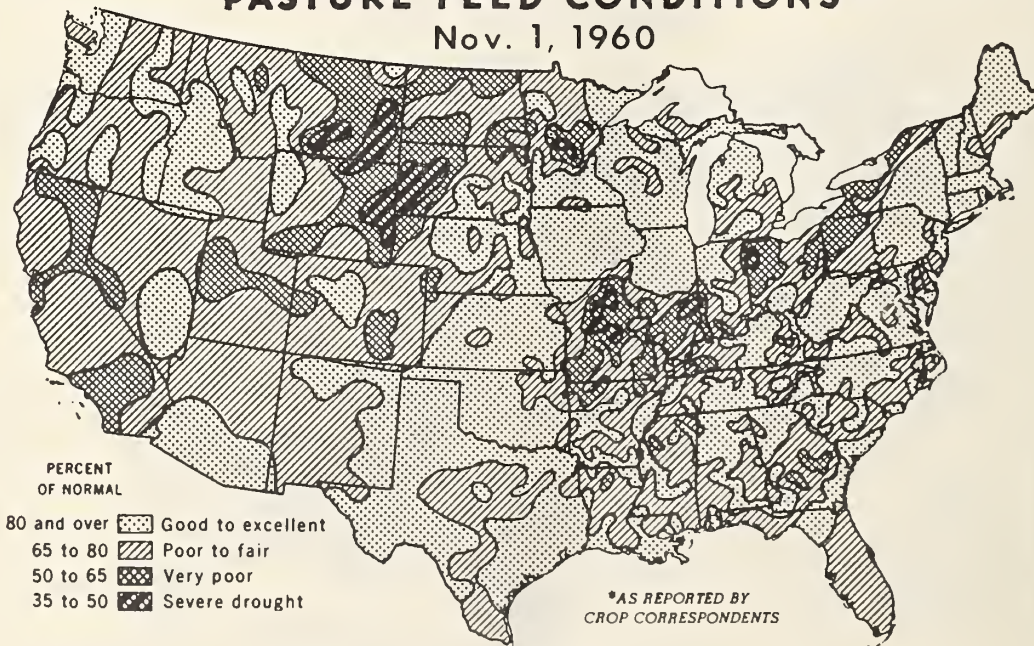 PASTURE FEED CONDITIONS
Nov. 1, 1960
PERCENT
OF NORMAL
80 and over Good to excellent
65 to 80 Poor to fair
50 to 65 Very poor
35 to 50 Severe drought
*AS REPORTED BY
CROP CORRESPONDENTS